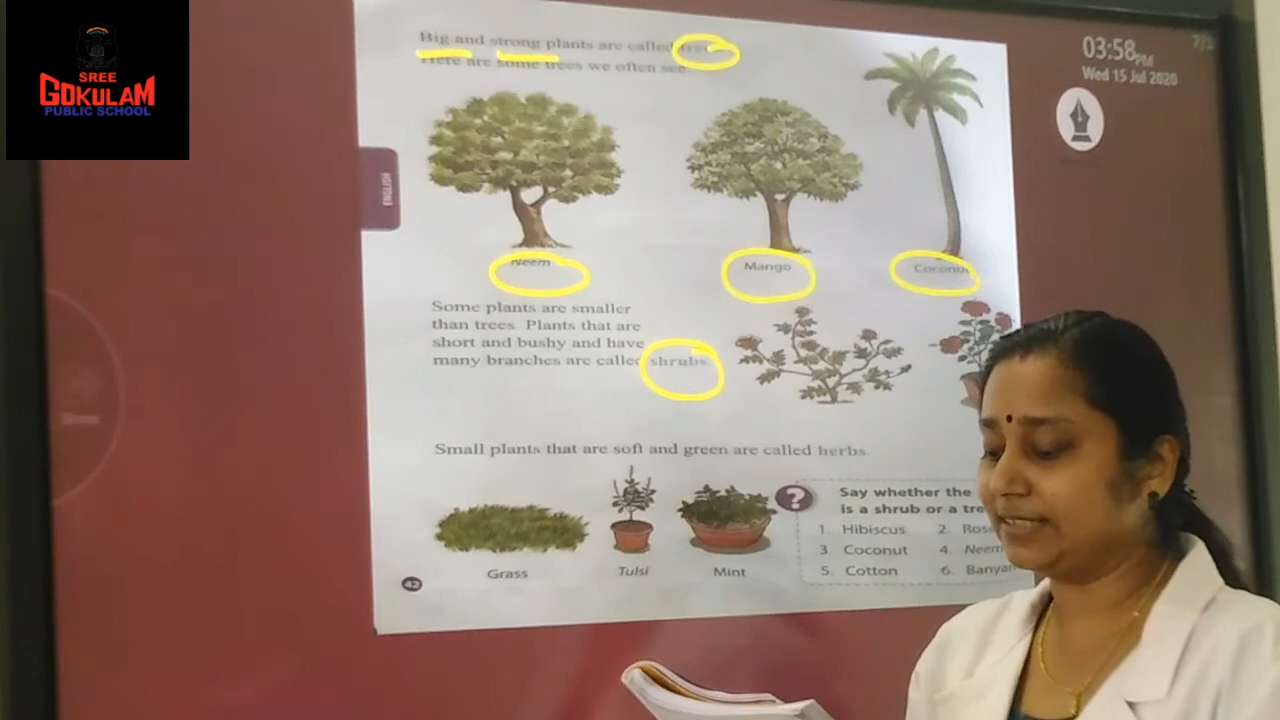 SREE
GOKULAM
PUBLIC SCHOOL
03:58PM
Wed 15 Jul 2020
ENGLISH
Big and strong plants are called
Here are some trees we often see
Neem
Mango
Coconut
Some plants are smaller
than trees. Plants that are
short and bushy and have
many branches are called shrubs.
Small plants that are soft and green are called herbs.
Grass
Tulsi
Mint
?
Say whether the
is a shrub or a tre
1. Hibiscus 2. Rose
3. Coconut 4. Neem
5. Cotton 6. Banyan
42